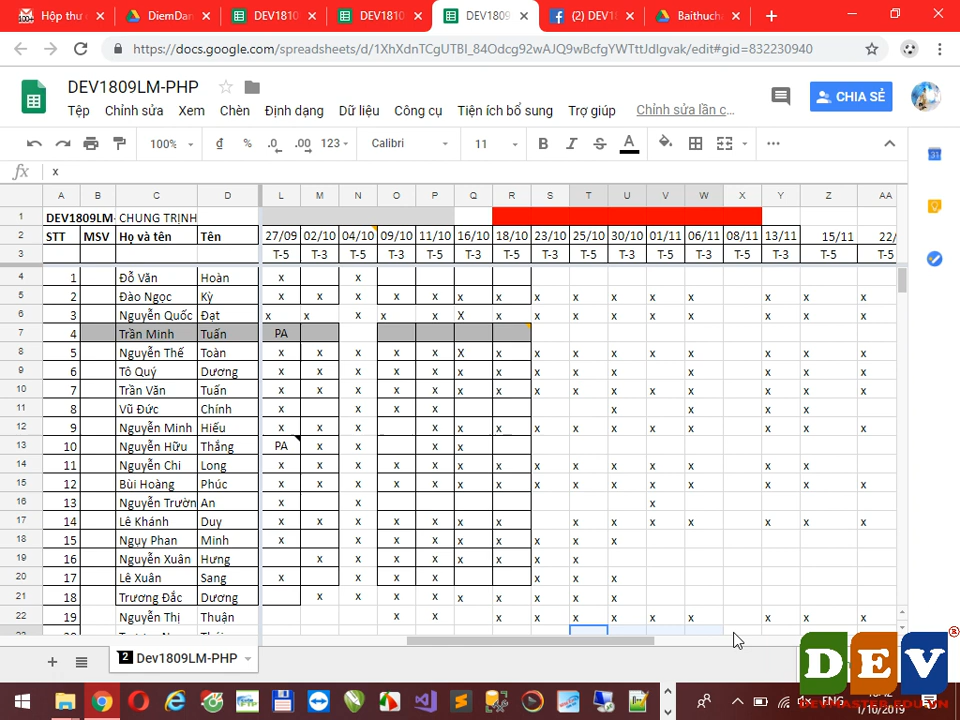 Hộp thư
DiemDan
DEV1810
DEV1810
DEV1809
(2) DEV1
Baithuch
https://docs.google.com/spreadsheets/d/1XhXdnTCgUTBI_84Odcg92wAJQ9wBcfgYWTttJdIgvak/edit#gid=832230940
DEV1809LM-PHP
Tệp Chỉnh sửa Xem Chèn Định dạng Dữ liệu Công cụ Tiện ích bổ sung Trợ giúp Chỉnh sửa lần c...
CHIA SẺ
100% ₫ % .0 .00 123 Calibri 11 B I S A
fx x
A B C D L M N O P Q R S T U V W X Y Z AA
1 DEV1809LM- CHUNG TRỊNH
2 STT MSV Họ và tên Tên 27/09 02/10 04/10 09/10 11/10 16/10 18/10 23/10 25/10 30/10 01/11 06/11 08/11 13/11 15/11 22/
3 T-5 T-3 T-5 T-3 T-5 T-3 T-5 T-3 T-5 T-3 T-5 T-3 T-5 T-3 T-5 T-5
4 1 Đỗ Văn Hoàn x x
5 2 Đào Ngọc Kỳ x x x x x x x x x x x x x x x
6 3 Nguyễn Quốc Đạt x x x x x X x x x x x x x x
7 4 Trần Minh Tuấn PA
8 5 Nguyễn Thế Toàn x x x x x X x x x x x x x x x
9 6 Tô Quý Dương x x x x x x x x x x x x x x
10 7 Trần Văn Tuấn x x x x x x x x x x x x x x x
11 8 Vũ Đức Chính x x x x x x x x
12 9 Nguyễn Minh Hiếu x x x x x x x x x x x x x x
13 10 Nguyễn Hữu Thắng PA x x x x
14 11 Nguyễn Chi Long x x x x x x x x x x x x x x
15 12 Bùi Hoàng Phúc x x x x x x x x x x x x x x x
16 13 Nguyễn Trườn An x x x
17 14 Lê Khánh Duy x x x x x x x x x x x x x x
18 15 Ngụy Phan Minh x x x x x x x x x
19 16 Nguyễn Xuân Hưng x x x x x x x x
20 17 Lê Xuân Sang x x x x x x x
21 18 Trương Đắc Dương x x x x x x x x x
22 19 Nguyễn Thị Thuận x x x x x x x x x x x
2 Dev1809LM-PHP
DEV ®
DEVMASTER.EDU.VN
ENG
1/10/2019